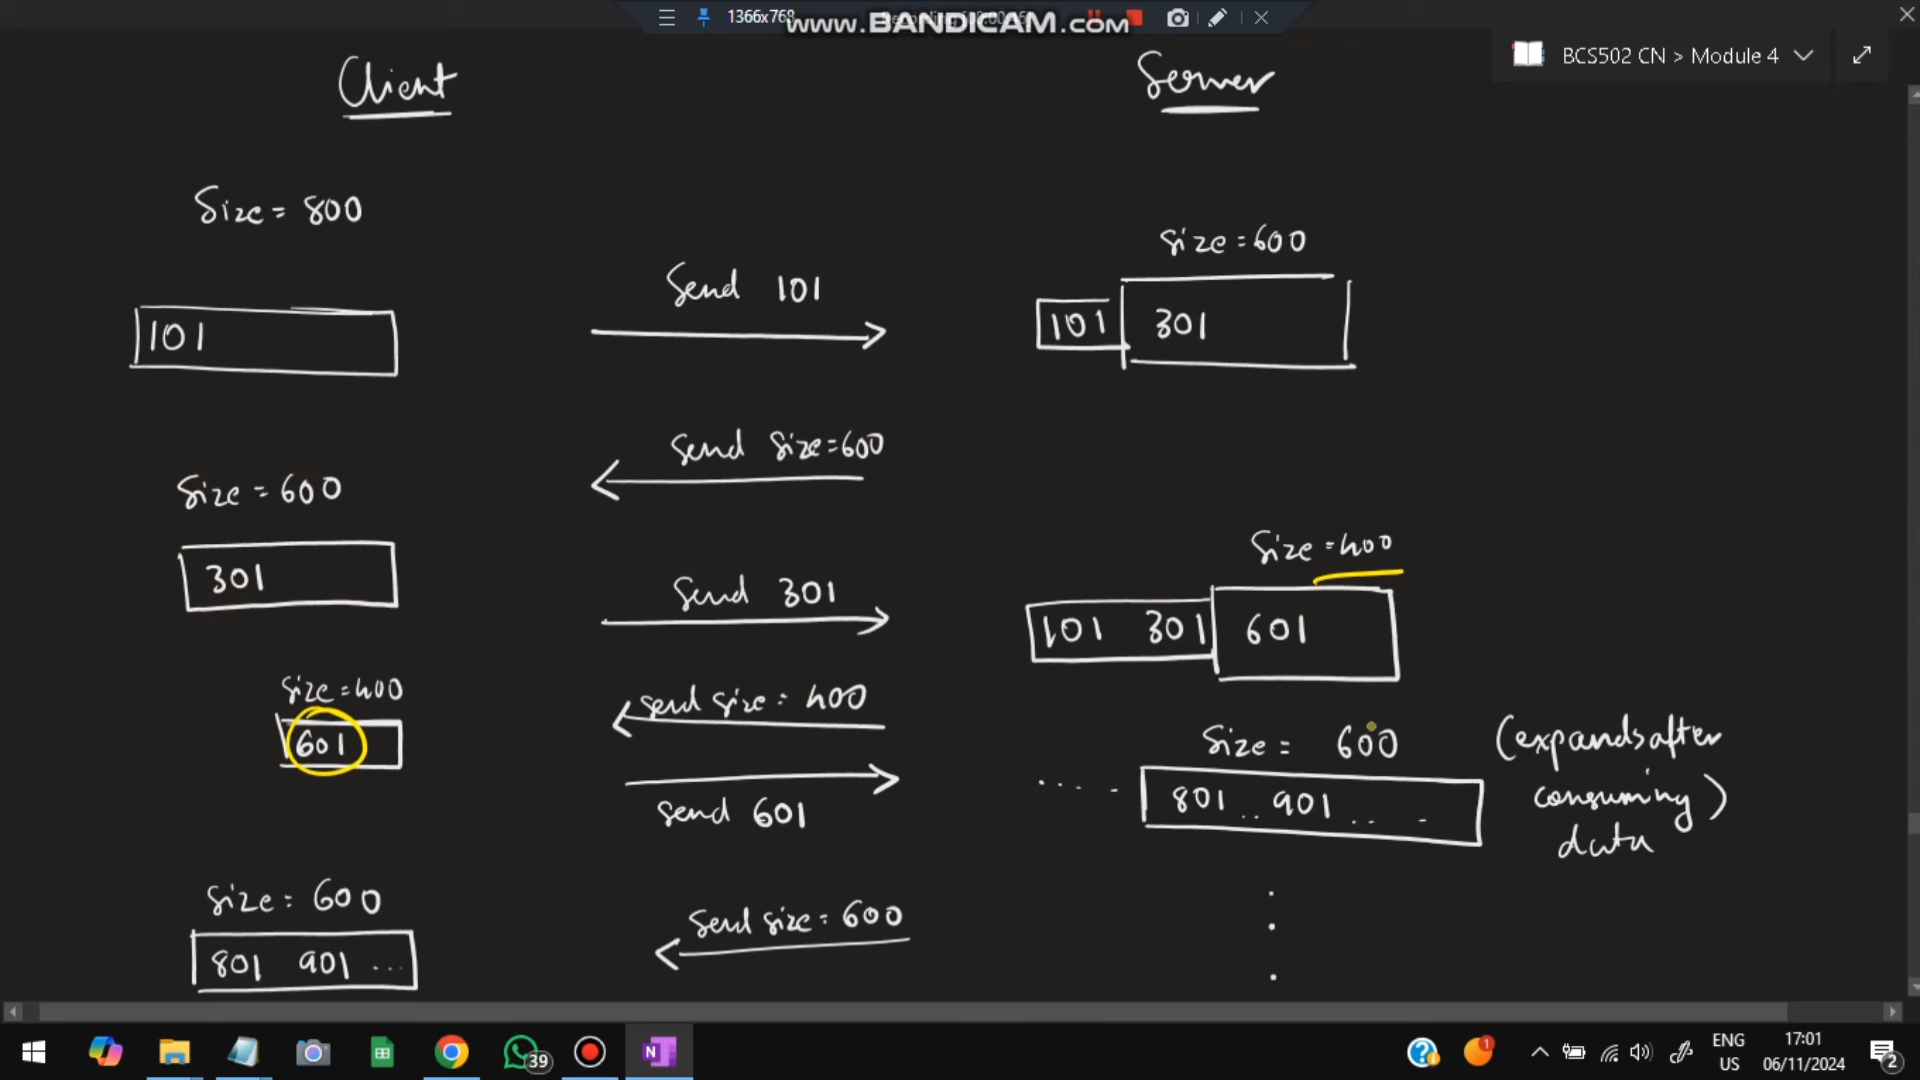 1366x768
www.BANDICAM.com
BCS502 CN > Module 4
Client
Server
Size = 800
Size = 600
101
Send 101
101 301
Send Size = 600
Size = 600
Size = 400
301
Send 301
101 301 601
Size = 400
601
Send size = 400
Send 601
Size = 600
(expands after
consuming)
data
801 .. 901 .. .
Size = 600
801 901 ...
Send size = 600
39
N
1
ENG
US
17:01
06/11/2024
2